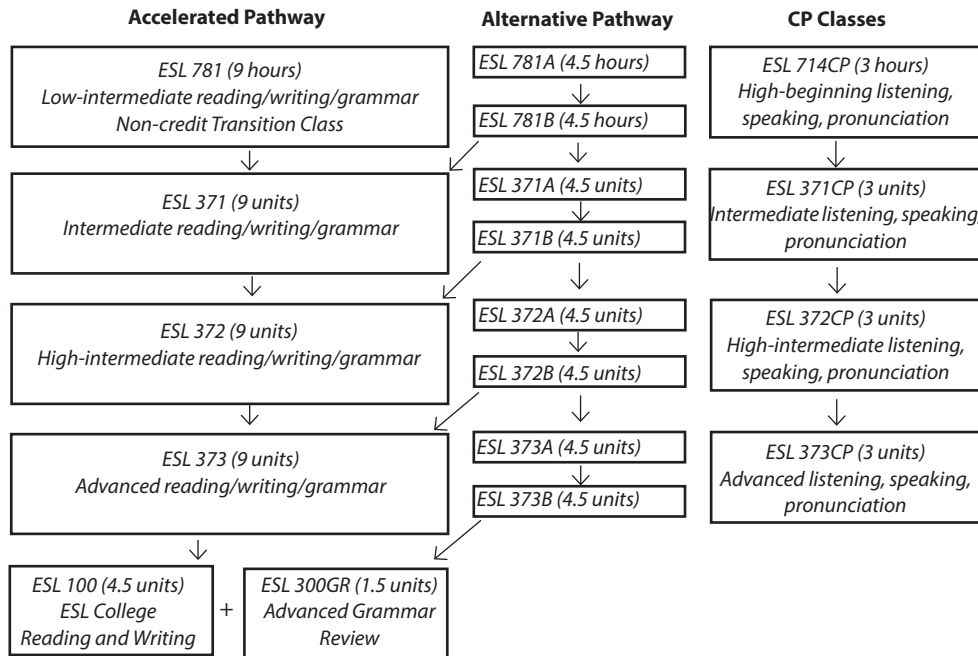 Accelerated Pathway
ESL 781 (9 hours)
Low-intermediate reading/writing/grammar
Non-credit Transition Class
ESL 371 (9 units)
Intermediate reading/writing/grammar
ESL 372 (9 units)
High-intermediate reading/writing/grammar
ESL 373 (9 units)
Advanced reading/writing/grammar
ESL 100 (4.5 units)
ESL College
Reading and Writing
+
ESL 300GR (1.5 units)
Advanced Grammar
Review
Alternative Pathway
ESL 781A (4.5 hours)
ESL 781B (4.5 hours)
ESL 371A (4.5 units)
ESL 371B (4.5 units)
ESL 372A (4.5 units)
ESL 372B (4.5 units)
ESL 373A (4.5 units)
ESL 373B (4.5 units)
CP Classes
ESL 714CP (3 hours)
High-beginning listening,
speaking, pronunciation
ESL 371CP (3 units)
Intermediate listening, speaking,
pronunciation
ESL 372CP (3 units)
High-intermediate listening,
speaking, pronunciation
ESL 373CP (3 units)
Advanced listening, speaking,
pronunciation